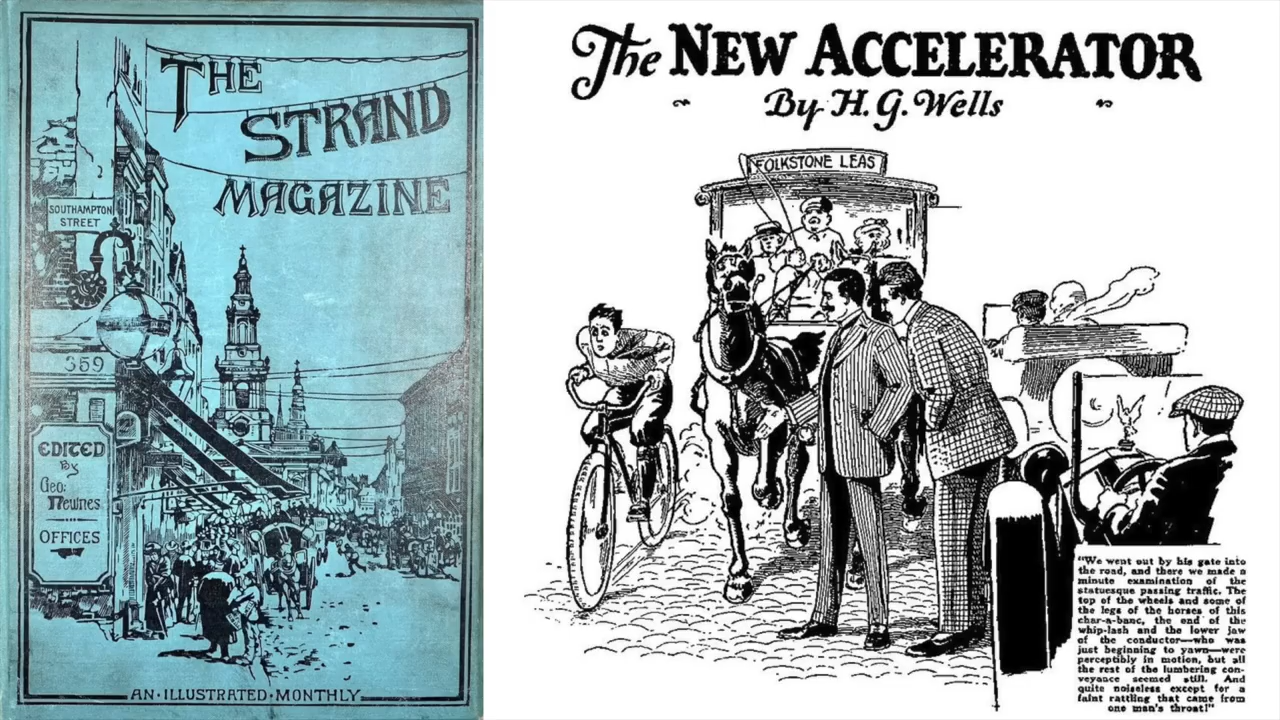 THE
STRAND
MAGAZINE
SOUTHAMPTON
STREET
359
EDITED
By
Geo:
Newnes
OFFICES
AN·ILLUSTRATED·MONTHLY
The NEW ACCELERATOR
By H. G. Wells
FOLKSTONE LEAS
"We went out by his gate into
the road, and there we made a
minute examination of the
statuesque passing traffic. The
top of the wheels and some of
the legs of the horses of this
char-a-banc, the end of the
whip-lash and the lower jaw
of the conductor—who was
just beginning to yawn—were
perceptibly in motion, but all
the rest of the lumbering con-
veyance seemed still. And
quite noiseless except for a
faint rattling that came from
one man's throat!"